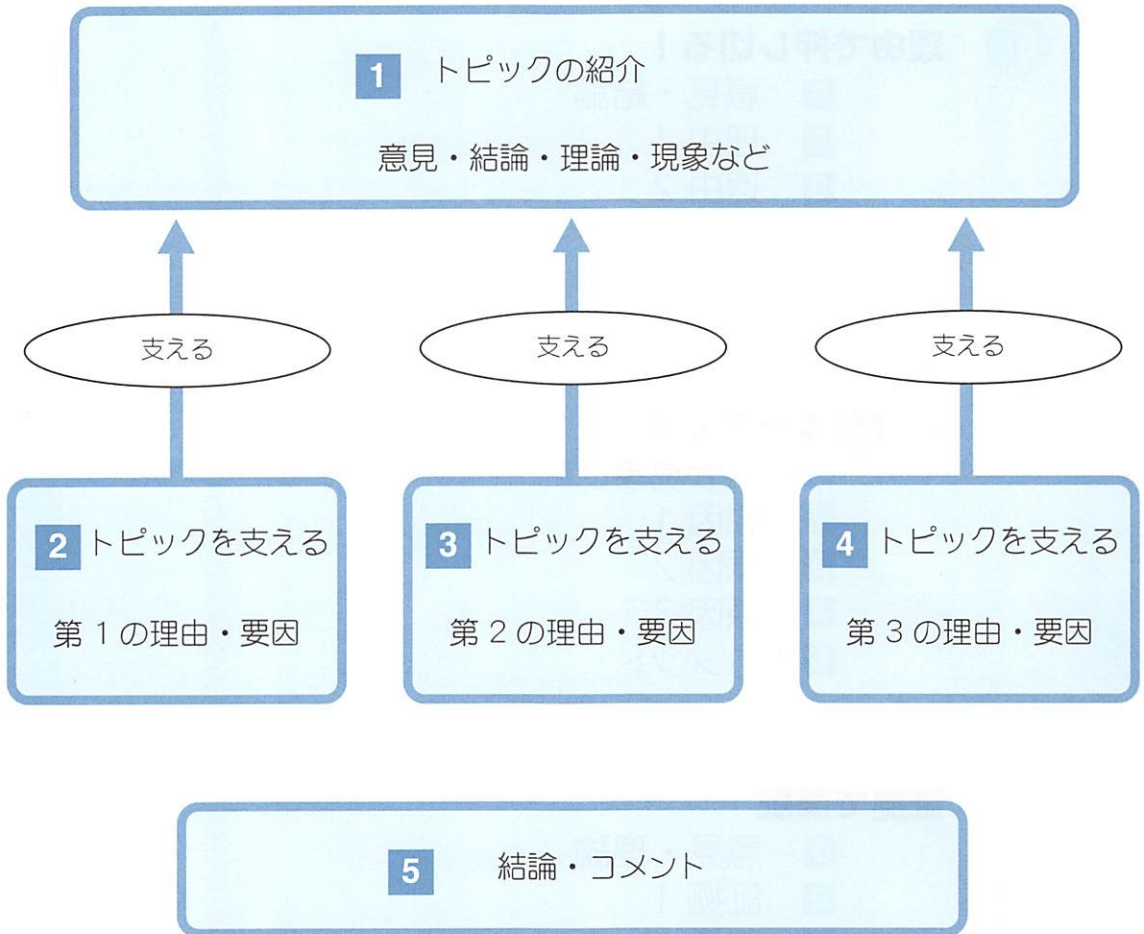 1 トピックの紹介
意見・結論・理論・現象など
支える
支える
支える
2 トピックを支える
第1の理由・要因
3 トピックを支える
第2の理由・要因
4 トピックを支える
第3の理由・要因
5 結論・コメント